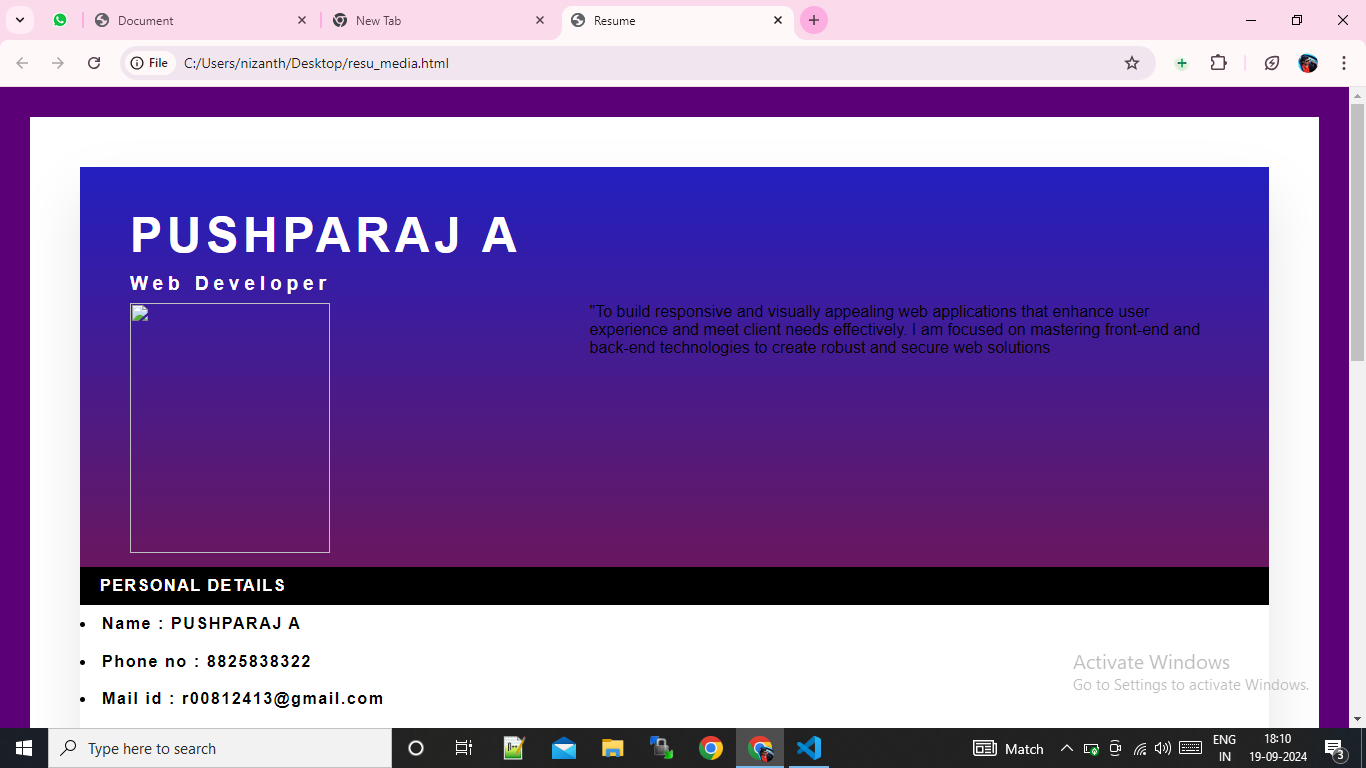 Document
New Tab
Resume
File
C:/Users/nizanth/Desktop/resu_media.html
PUSHPARAJ A
Web Developer
"To build responsive and visually appealing web applications that enhance user
experience and meet client needs effectively. I am focused on mastering front-end and
back-end technologies to create robust and secure web solutions
PERSONAL DETAILS
Name : PUSHPARAJ A
Phone no : 8825838322
Mail id : r00812413@gmail.com
Activate Windows
Go to Settings to activate Windows.
Type here to search
Match
ENG
IN
18:10
19-09-2024
3